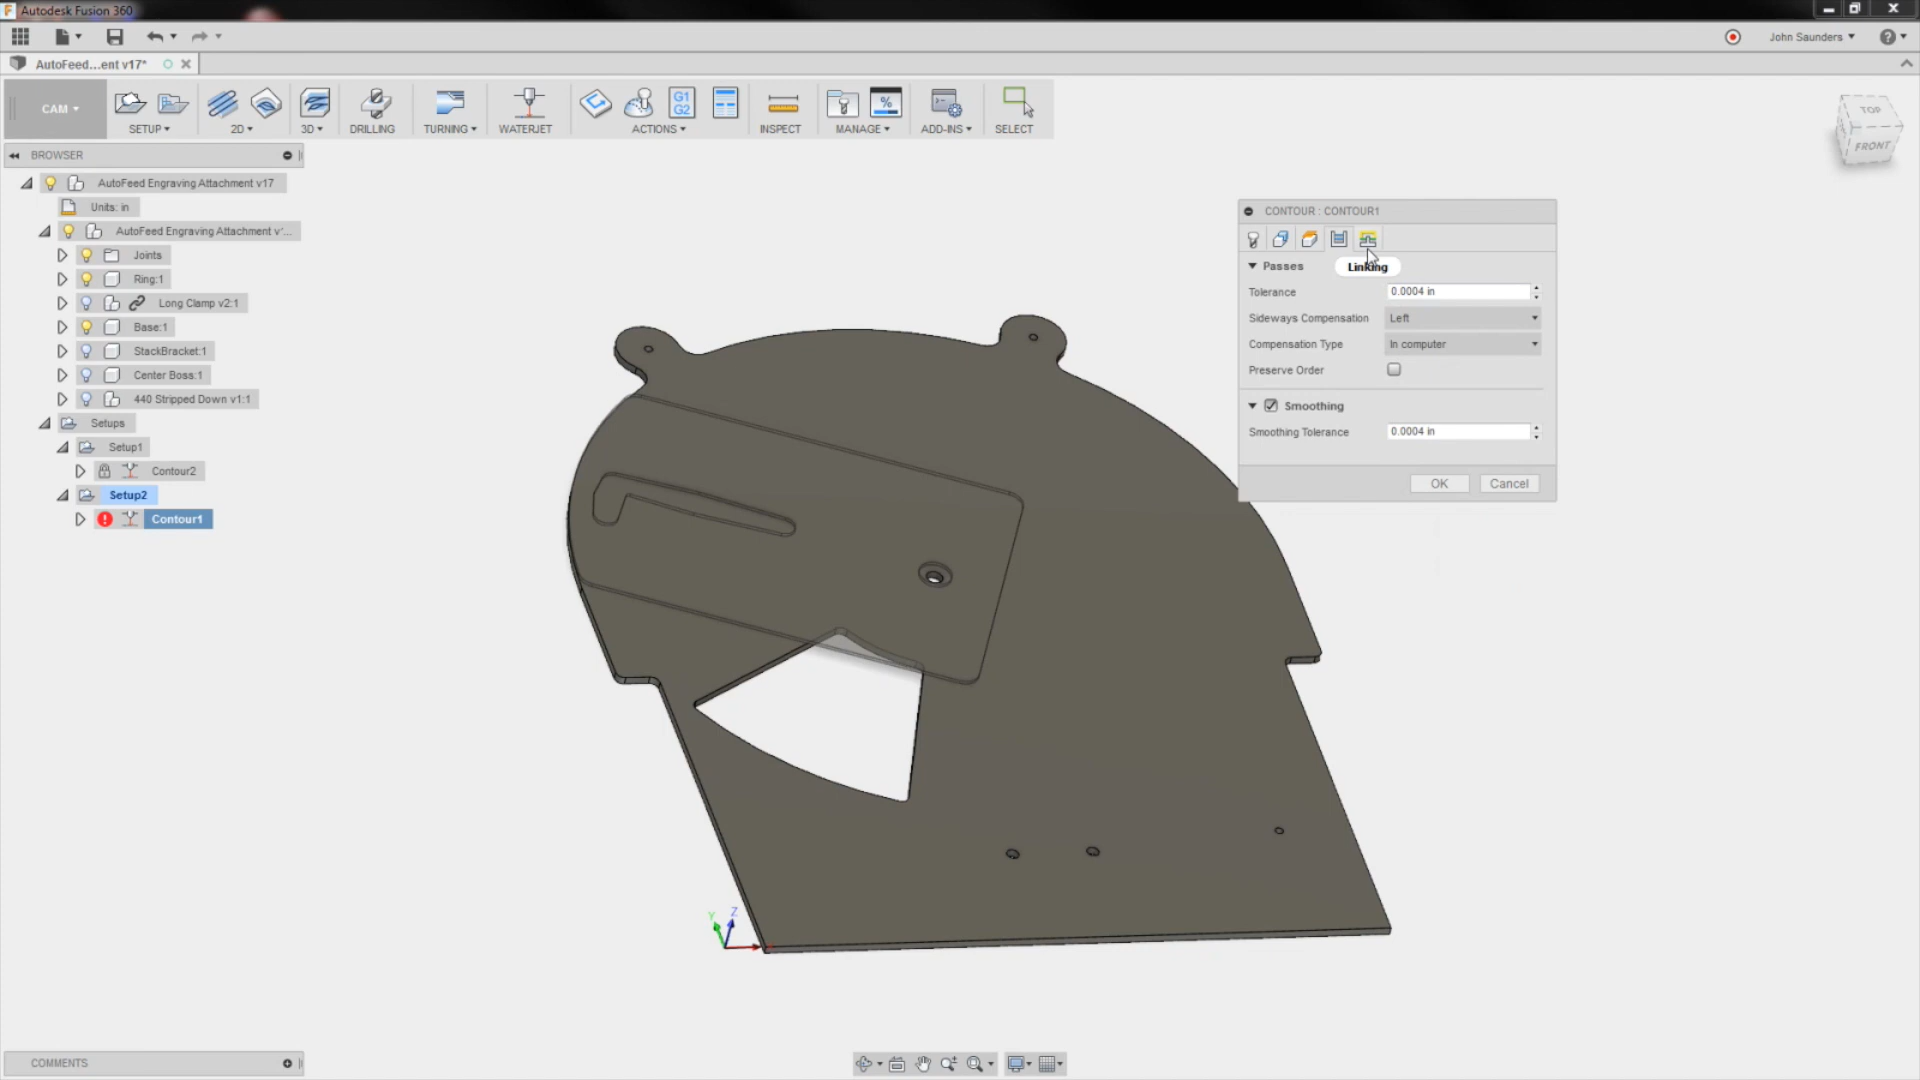 Autodesk Fusion 360
John Saunders
AutoFeed...ent v17*
CAM
SETUP
2D
3D
DRILLING
TURNING
WATERJET
G1
G2
ACTIONS
INSPECT
%
MANAGE
ADD-INS
SELECT
TOP
FRONT
BROWSER
AutoFeed Engraving Attachment v17
Units: in
AutoFeed Engraving Attachment v'...
Joints
Ring:1
Long Clamp v2:1
Base:1
StackBracket:1
Center Boss:1
440 Stripped Down v1:1
Setups
Setup1
Contour2
Setup2
Contour1
CONTOUR : CONTOUR1
Passes
Linking
Tolerance 0.0004 in
Sideways Compensation Left
Compensation Type In computer
Preserve Order
Smoothing
Smoothing Tolerance 0.0004 in
OK Cancel
Y Z
COMMENTS